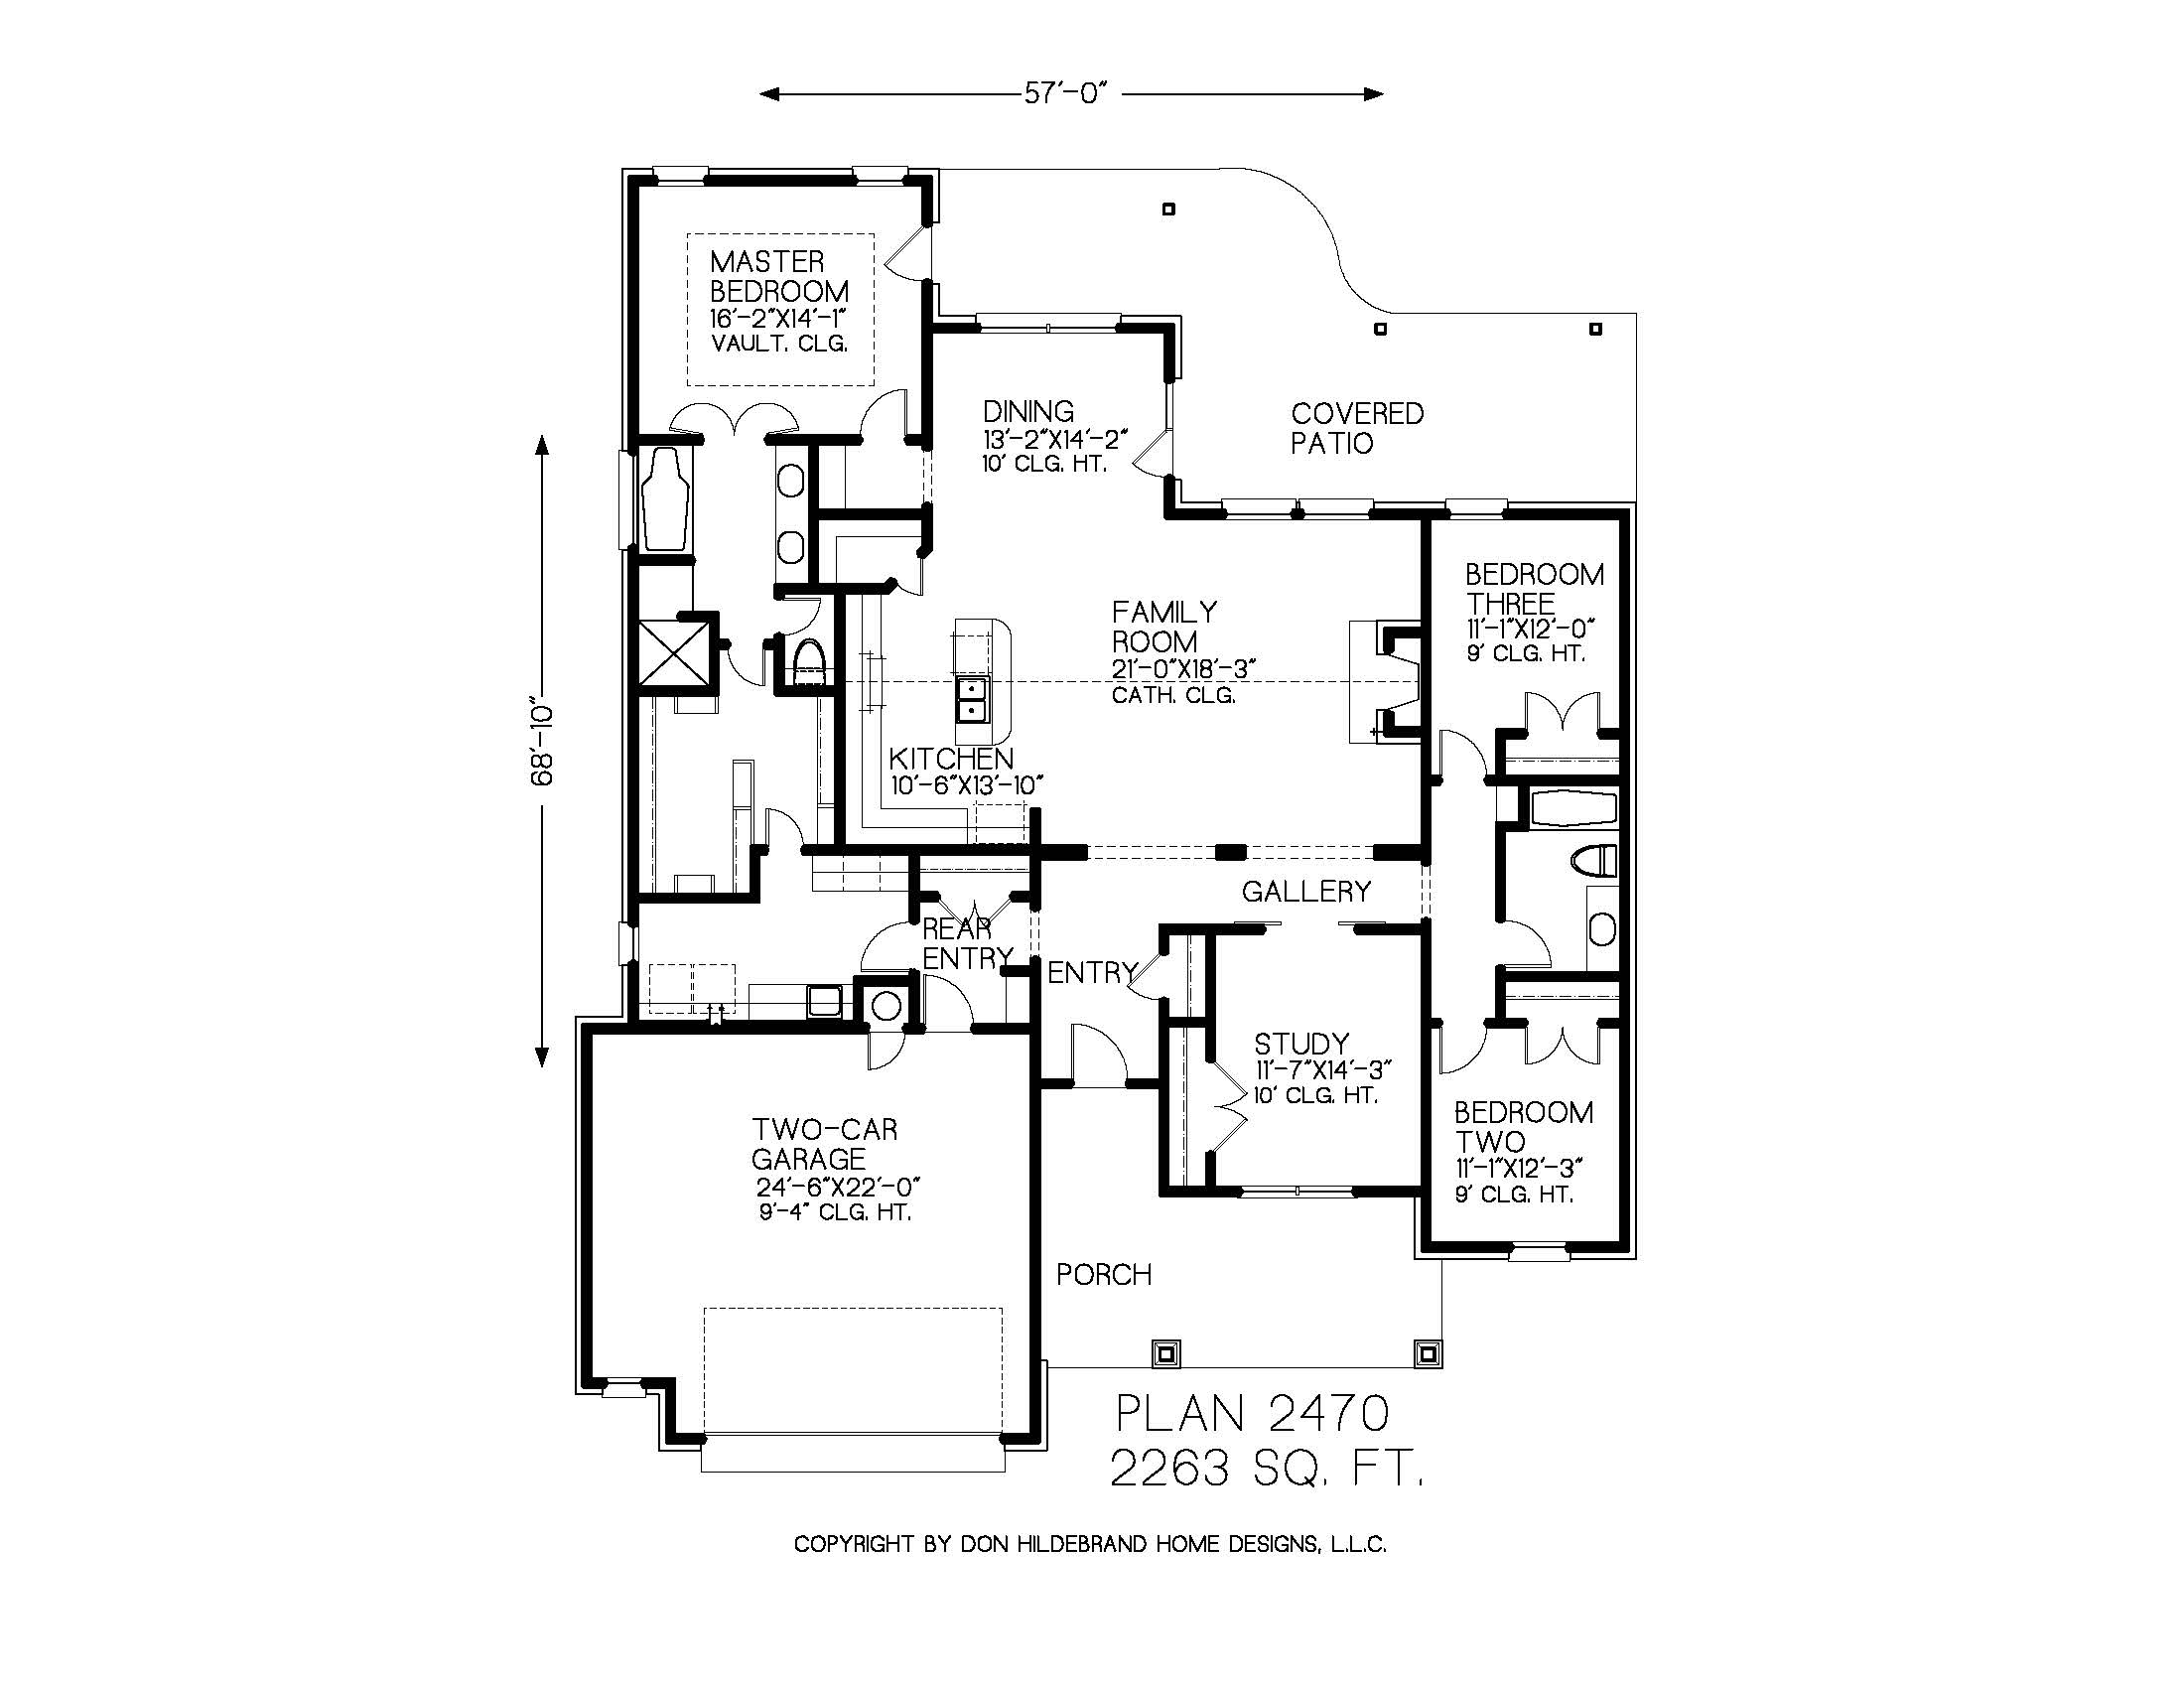 57'-0"
MASTER
BEDROOM
16'-2"X14'-1"
VAULT. CLG.
DINING
13'-2"X14'-2"
10' CLG. HT.
COVERED
PATIO
BEDROOM
THREE
11'-1"X12'-0"
9' CLG. HT.
FAMILY
ROOM
21'-0"X18'-3"
CATH. CLG.
68'-10"
KITCHEN
10'-6"X13'-10"
GALLERY
REAR
ENTRY
ENTRY
STUDY
11'-7"X14'-3"
10' CLG. HT.
BEDROOM
TWO
11'-1"X12'-3"
9' CLG. HT.
TWO-CAR
GARAGE
24'-6"X22'-0"
9'-4" CLG. HT.
PORCH
PLAN 2470
2263 SQ. FT.
COPYRIGHT BY DON HILDEBRAND HOME DESIGNS, L.L.C.